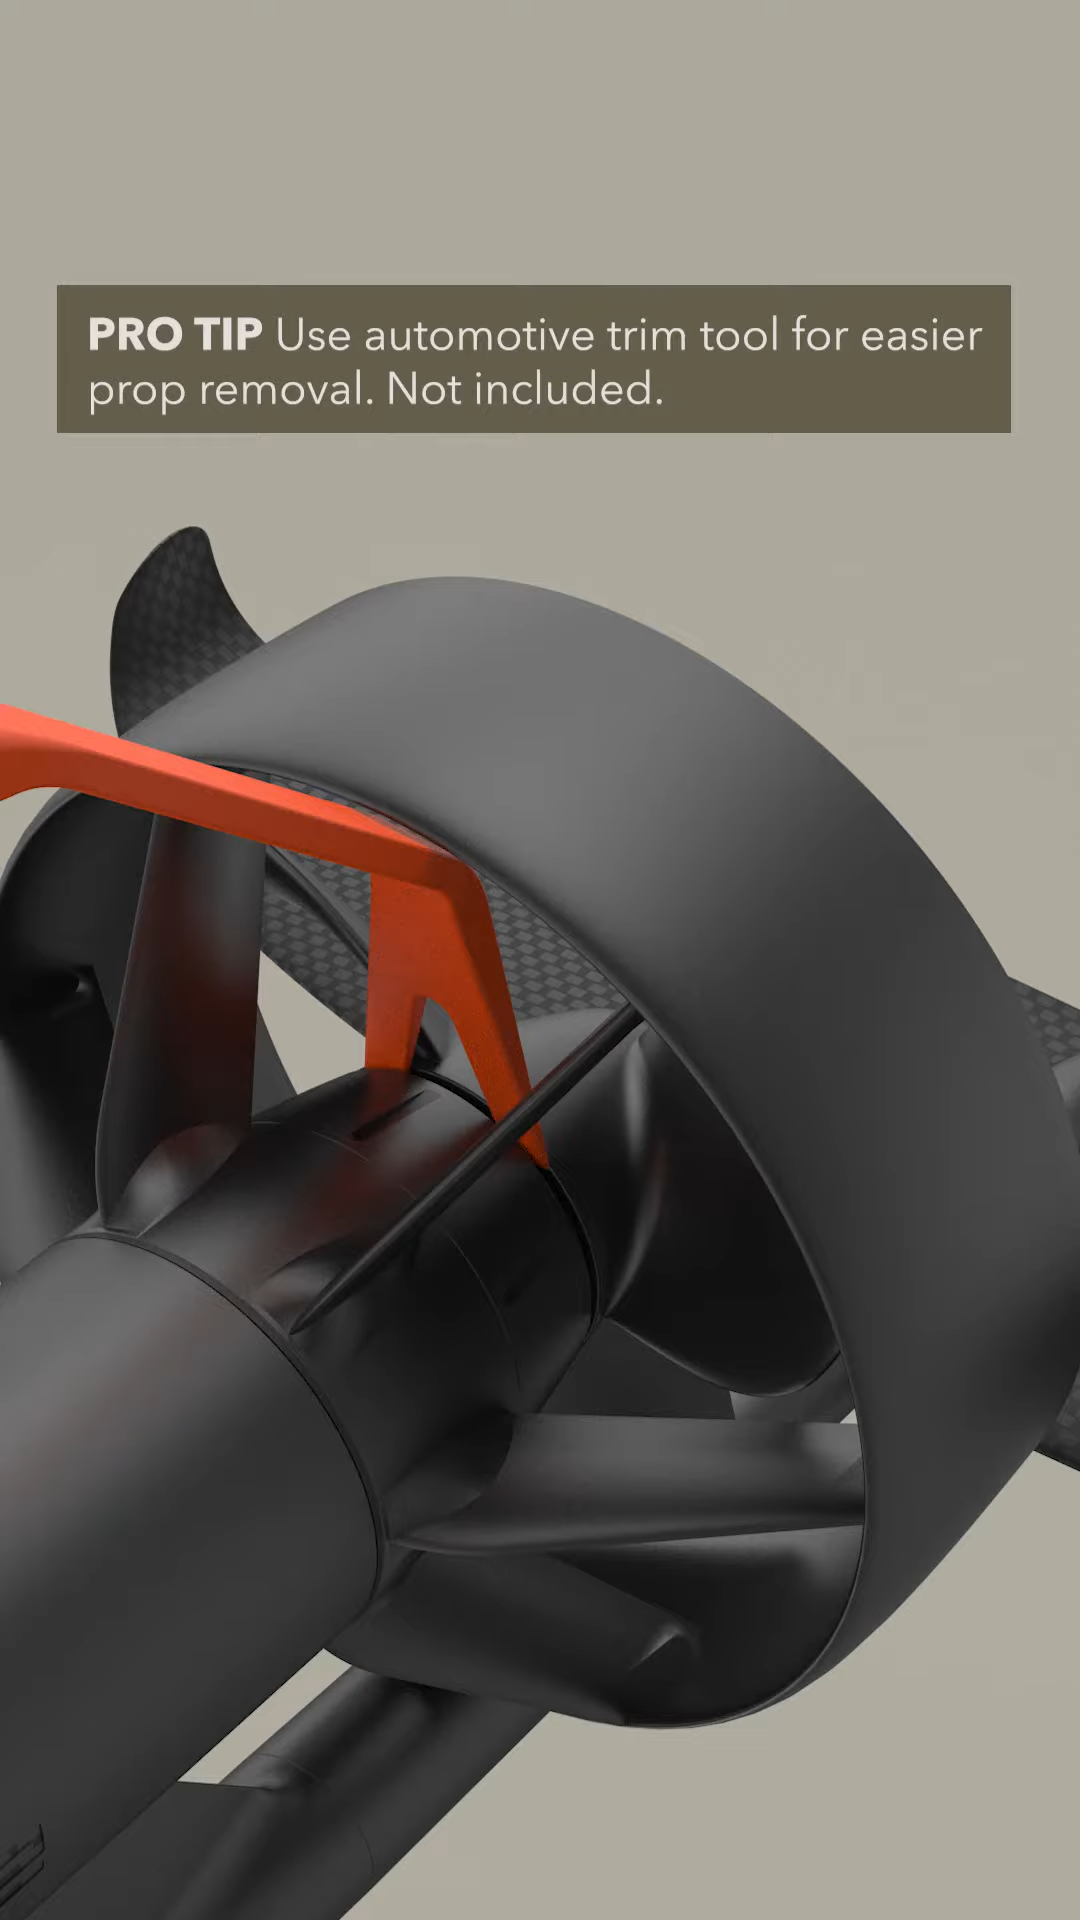 PRO TIP Use automotive trim tool for easier
prop removal. Not included.